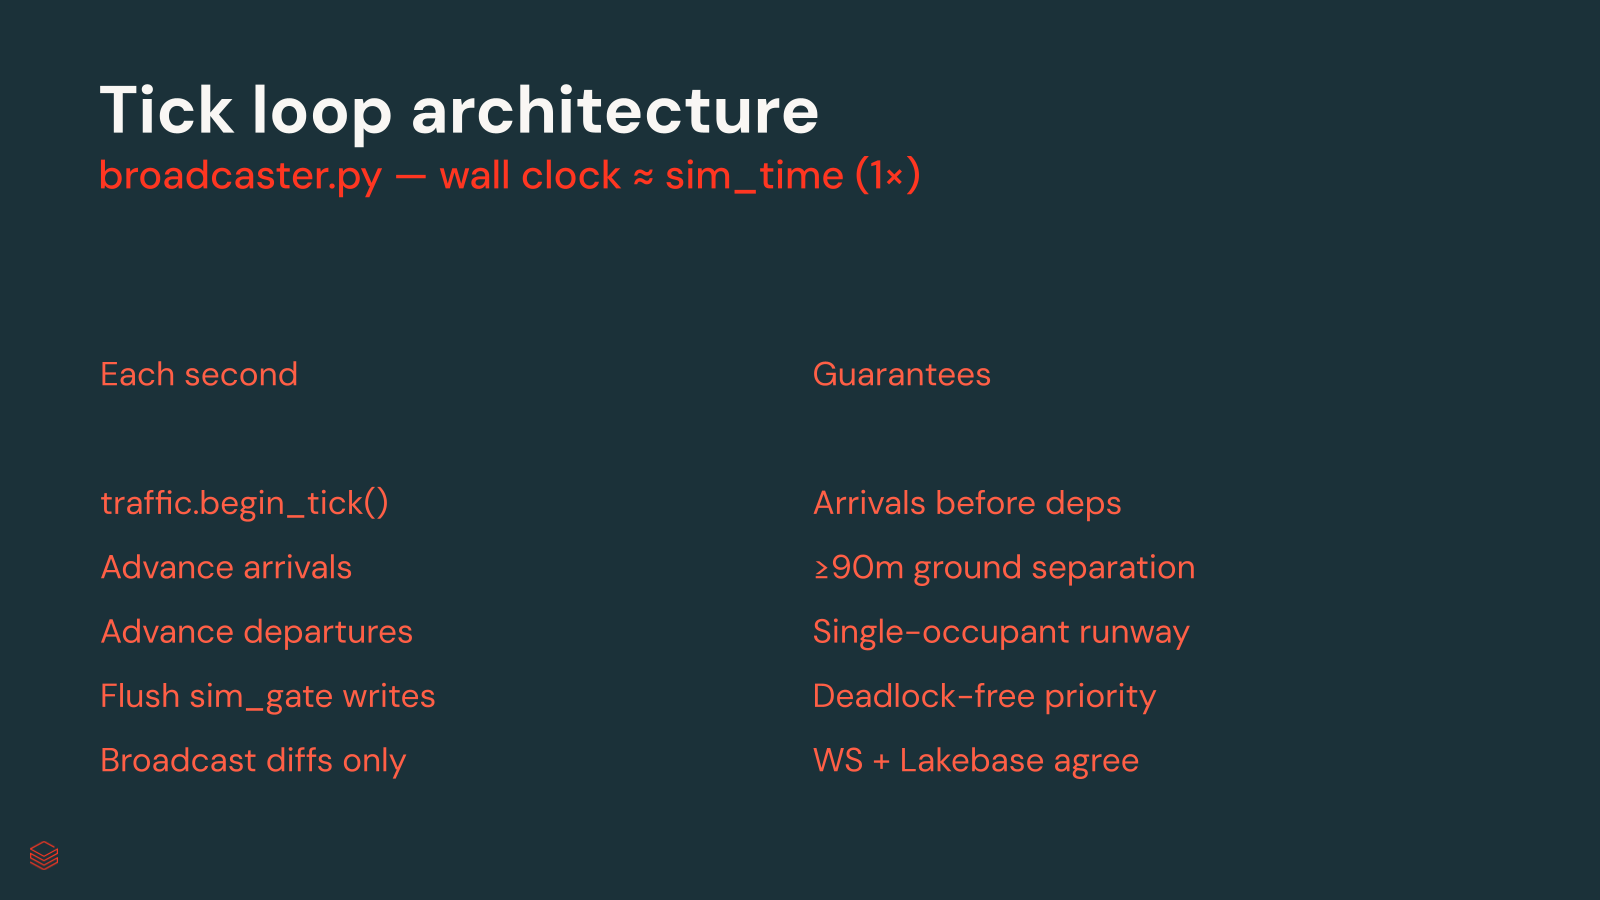 Tick loop architecture
broadcaster.py — wall clock ≈ sim_time (1×)
Each second
traffic.begin_tick()
Advance arrivals
Advance departures
Flush sim_gate writes
Broadcast diffs only
Guarantees
Arrivals before deps
≥90m ground separation
Single-occupant runway
Deadlock-free priority
WS + Lakebase agree